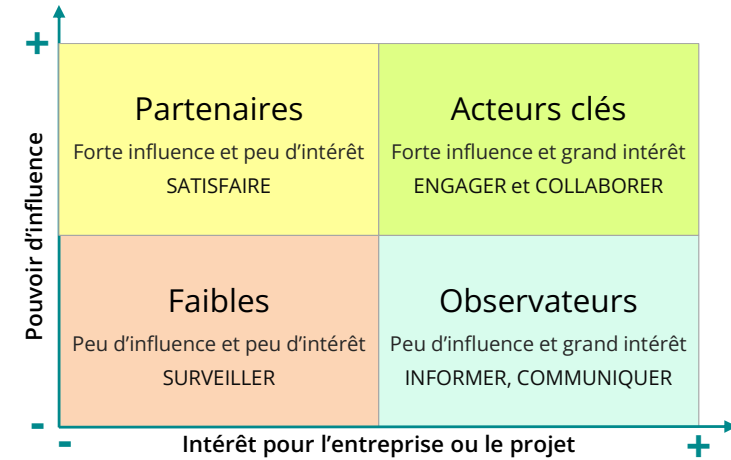 +
Partenaires
Forte influence et peu d’intérêt
SATISFAIRE
Acteurs clés
Forte influence et grand intérêt
ENGAGER et COLLABORER
Pouvoir d’influence
Faibles
Peu d’influence et peu d’intérêt
SURVEILLER
Observateurs
Peu d’influence et grand intérêt
INFORMER, COMMUNIQUER
-
-
Intérêt pour l’entreprise ou le projet
+